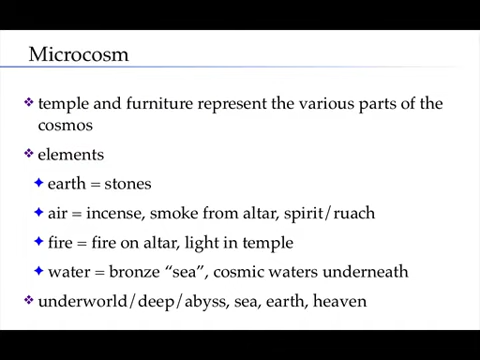 Microcosm
temple and furniture represent the various parts of the
cosmos
elements
earth = stones
air = incense, smoke from altar, spirit/ruach
fire = fire on altar, light in temple
water = bronze “sea”, cosmic waters underneath
underworld/deep/abyss, sea, earth, heaven